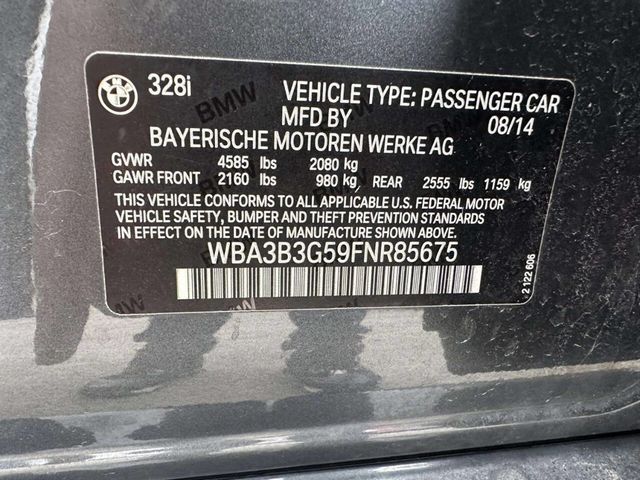 328i
VEHICLE TYPE: PASSENGER CAR
MFD BY 08/14
BAYERISCHE MOTOREN WERKE AG
GVWR 4585 lbs 2080 kg
GAWR FRONT 2160 lbs 980 kg REAR 2555 lbs 1159 kg
THIS VEHICLE CONFORMS TO ALL APPLICABLE U.S. FEDERAL MOTOR
VEHICLE SAFETY, BUMPER AND THEFT PREVENTION STANDARDS
IN EFFECT ON THE DATE OF MANUFACTURE SHOWN ABOVE.
WBA3B3G59FNR85675
2 122 606
BMW